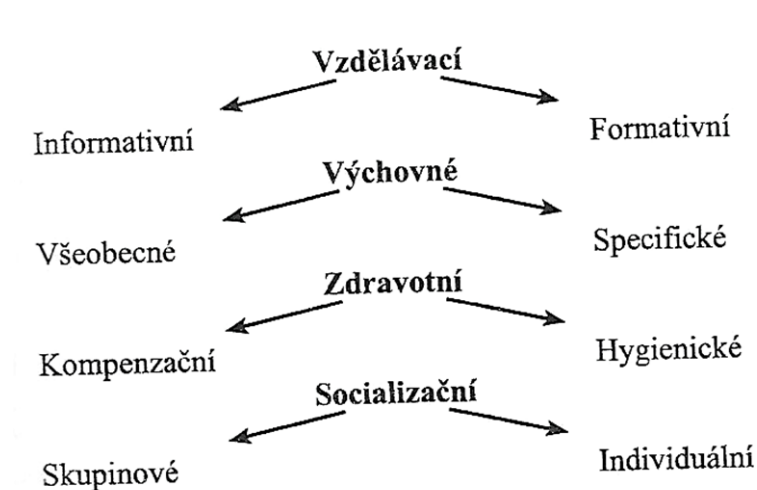 Vzdělávací
Informativní
Formativní
Výchovné
Všeobecné
Specifické
Zdravotní
Kompenzační
Hygienické
Socializační
Skupinové
Individuální